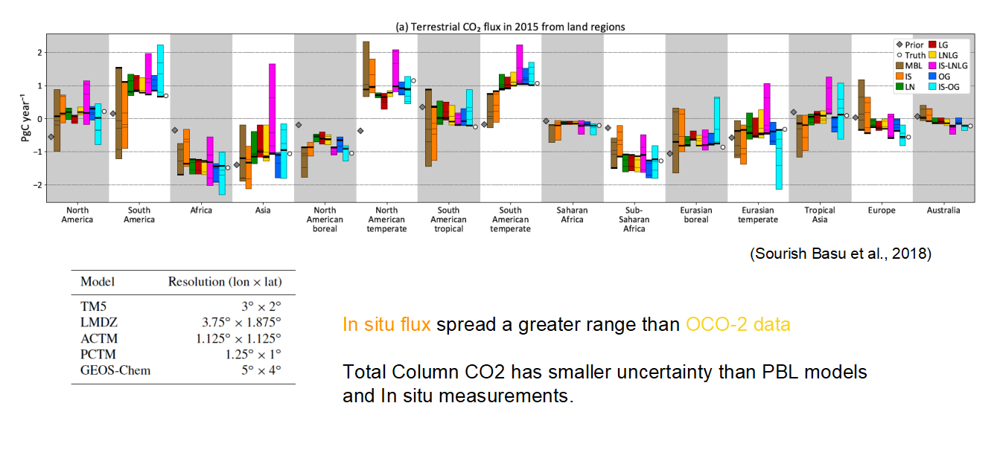 (a) Terrestrial CO₂ flux in 2015 from land regions
PgC year⁻¹
2
1
0
−1
−2
Prior
Truth
MBL
IS
LN
LG
LNLG
IS-LNLG
OG
IS-OG
North
America
South
America
Africa
Asia
North
American
boreal
North
American
temperate
South
American
tropical
South
American
temperate
Saharan
Africa
Sub-
Saharan
Africa
Eurasian
boreal
Eurasian
temperate
Tropical
Asia
Europe
Australia
(Sourish Basu et al., 2018)
Model Resolution (lon × lat)
TM5 3° × 2°
LMDZ 3.75° × 1.875°
ACTM 1.125° × 1.125°
PCTM 1.25° × 1°
GEOS-Chem 5° × 4°
In situ flux spread a greater range than OCO-2 data
Total Column CO2 has smaller uncertainty than PBL models
and In situ measurements.